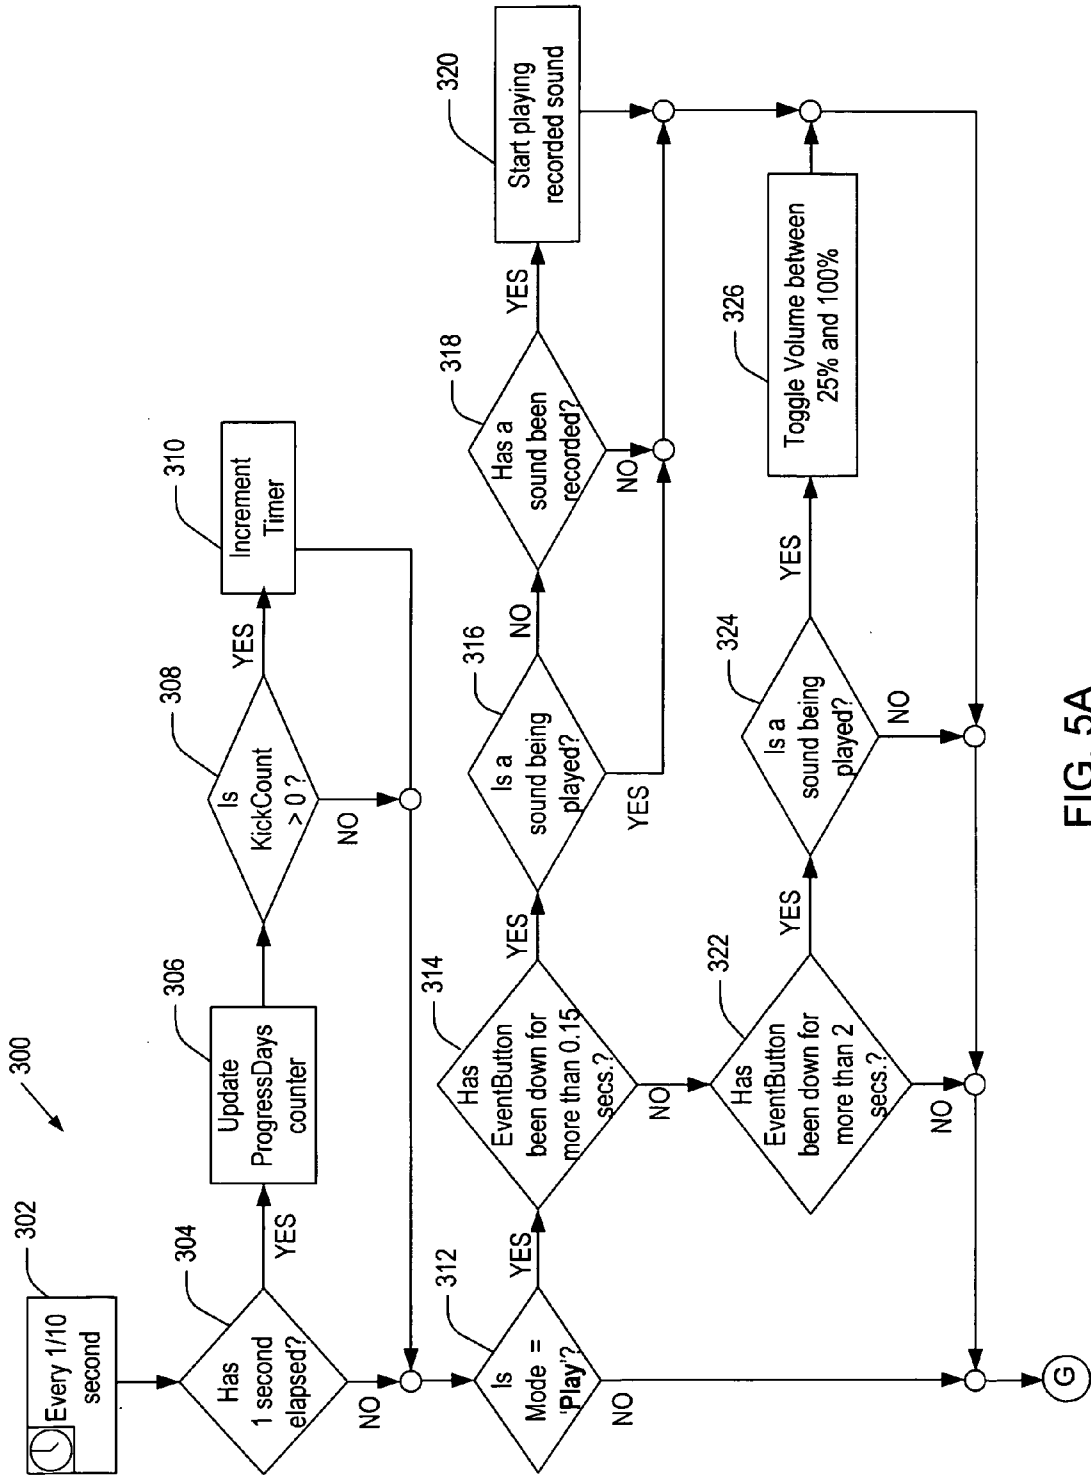 300
302
Every 1/10
second
304
Has
1 second
elapsed?
YES
NO
306
Update
ProgressDays
counter
308
Is
KickCount
> 0 ?
YES
NO
310
Increment
Timer
312
Is
Mode =
'Play'?
YES
NO
314
Has
EventButton
been down for
more than 0.15
secs.?
YES
NO
316
Is a
sound being
played?
NO
YES
318
Has a
sound been
recorded?
YES
NO
320
Start playing
recorded sound
322
Has
EventButton
been down for
more than 2
secs.?
YES
NO
324
Is a
sound being
played?
YES
NO
326
Toggle Volume between
25% and 100%
G
FIG. 5A